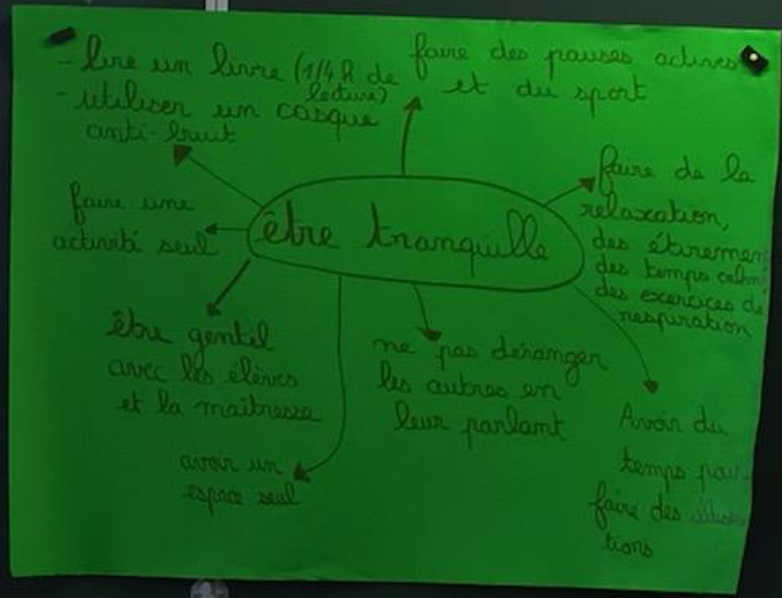 - lire un livre (1/4 h de
lecture)
- utiliser un casque
anti-bruit
faire des pauses actives
et du sport
faire de la
relaxation,
des étiremen
des temps calm
des exercices de
respiration
faire une
activité seul
être tranquille
être gentil
avec les élèves
et la maîtresse
ne pas déranger
les autres en
leur parlant
avoir un
espace seul
Avoir du
temps pou
faire des
tions